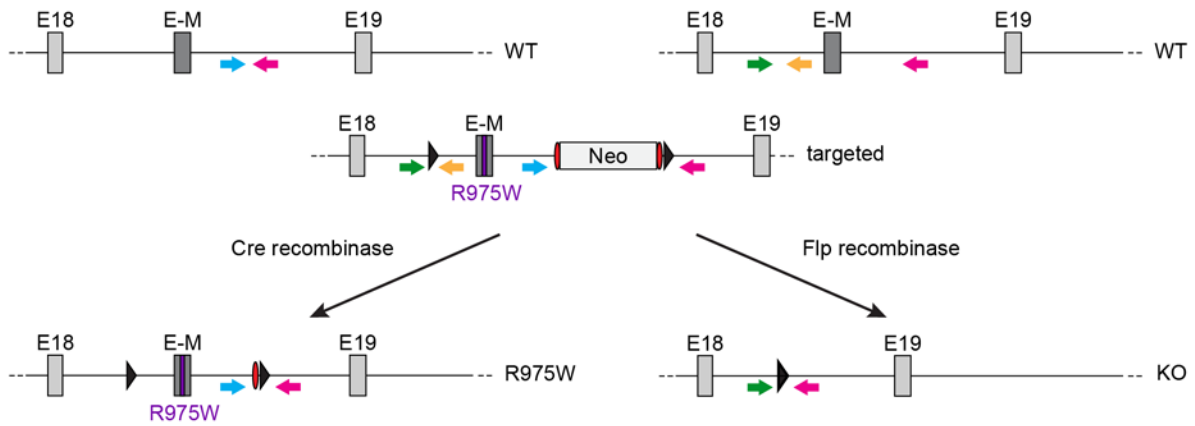 E18 E-M E19 WT
E18 E-M E19 WT
E18 E-M E19
Neo targeted
R975W
Cre recombinase Flp recombinase
E18 E-M E19 R975W
R975W
E18 E19 KO